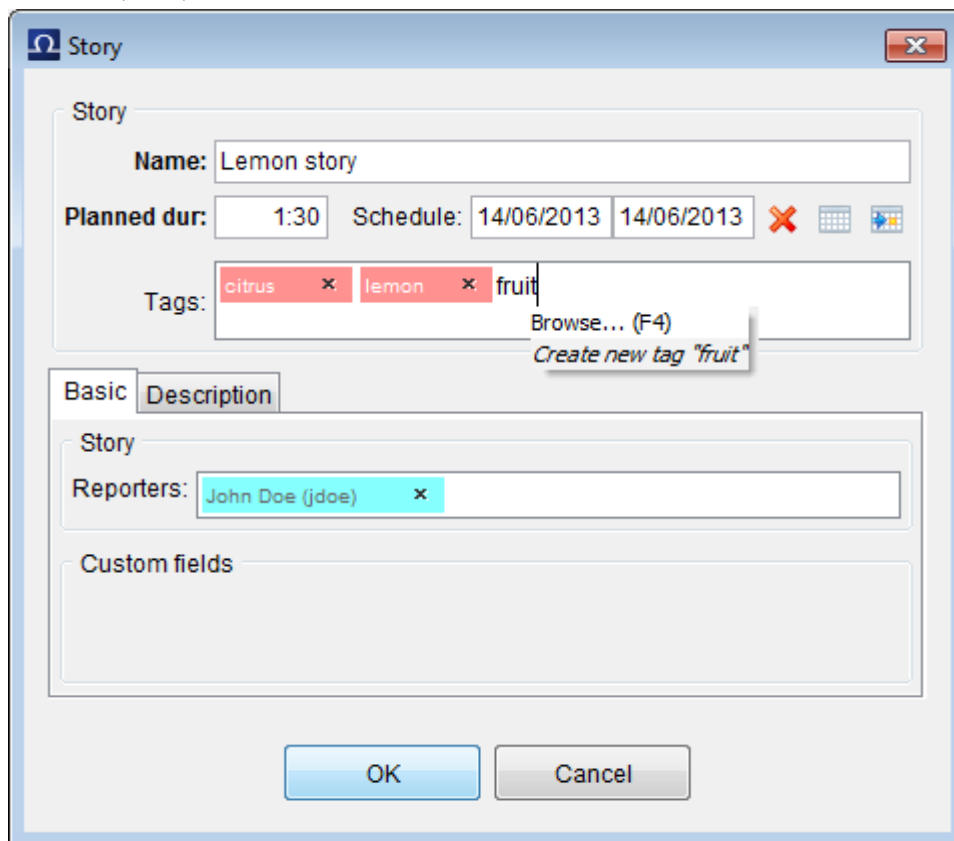 Ω Story
Story
Name: Lemon story
Planned dur: 1:30 Schedule: 14/06/2013 14/06/2013
Tags: citrus × lemon × fruit
Browse... (F4)
Create new tag "fruit"
Basic Description
Story
Reporters: John Doe (jdoe) ×
Custom fields
OK Cancel